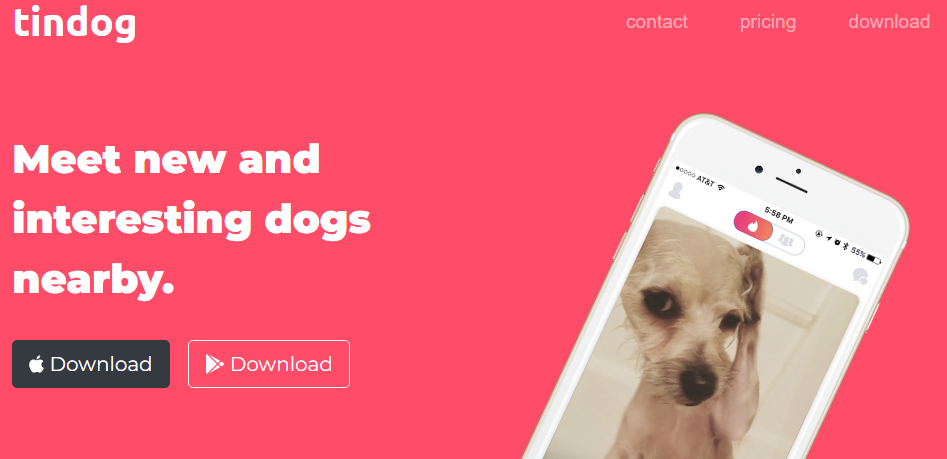 tindog
contact pricing download
Meet new and
interesting dogs
nearby.
Download Download
AT&T
5:58 PM
55%